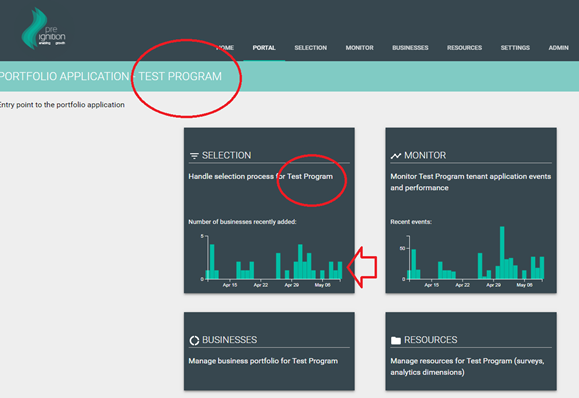 pre
ignition
enabling growth
HOME PORTAL SELECTION MONITOR BUSINESSES RESOURCES SETTINGS ADMIN
PORTFOLIO APPLICATION - TEST PROGRAM
Entry point to the portfolio application
SELECTION
Handle selection process for Test Program
Number of businesses recently added:
5
0
Apr 15 Apr 22 Apr 29 May 06
MONITOR
Monitor Test Program tenant application events
and performance
Recent events:
50
0
Apr 15 Apr 22 Apr 29 May 06
BUSINESSES
Manage business portfolio for Test Program
RESOURCES
Manage resources for Test Program (surveys,
analytics dimensions)